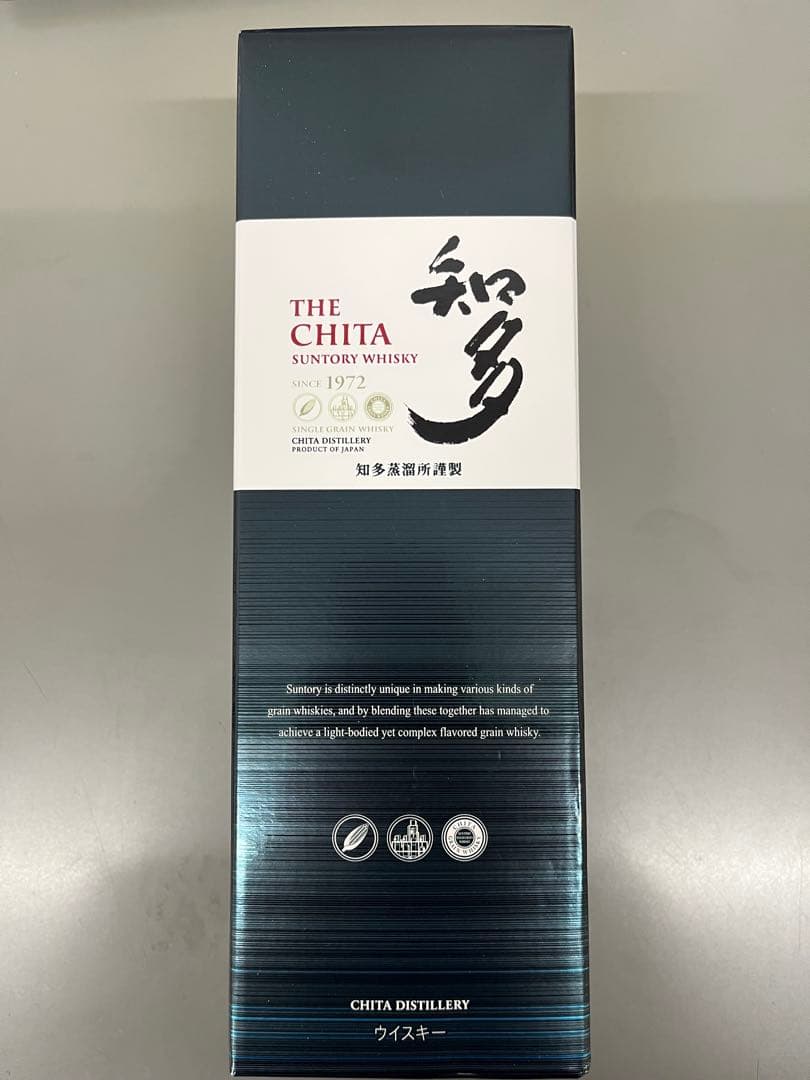 THE
CHITA
SUNTORY WHISKY
SINCE 1972
SINGLE GRAIN WHISKY
CHITA DISTILLERY
PRODUCT OF JAPAN
知多
知多蒸溜所謹製
Suntory is distinctly unique in making various kinds of
grain whiskies, and by blending these together has managed to
achieve a light-bodied yet complex flavored grain whisky.
CHITA
GRAIN WHISKY
CHITA DISTILLERY
ウイスキー